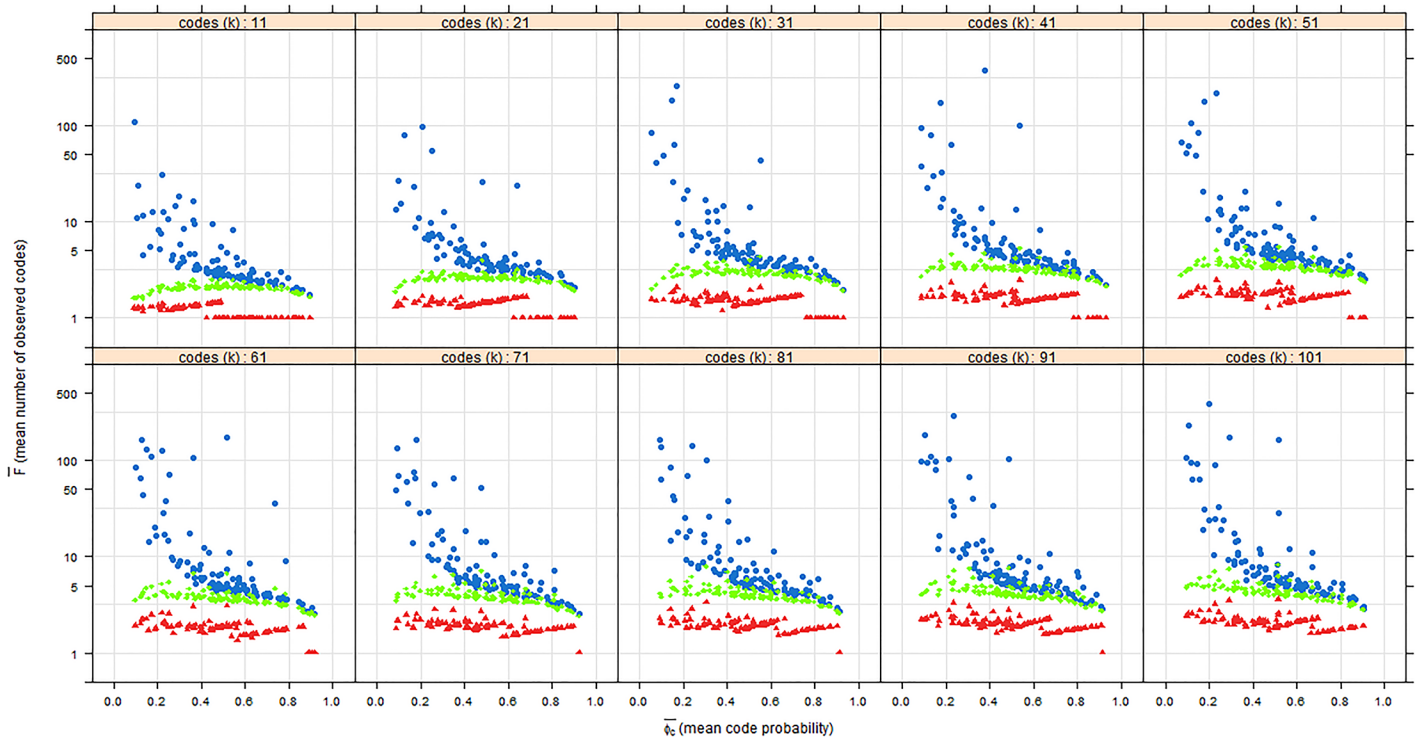 codes (k) : 11
codes (k) : 21
codes (k) : 31
codes (k) : 41
codes (k) : 51
500
100
50
10
5
1
codes (k) : 61
codes (k) : 71
codes (k) : 81
codes (k) : 91
codes (k) : 101
500
100
50
10
5
1
F̅ (mean number of observed codes)
0.0 0.2 0.4 0.6 0.8 1.0
0.0 0.2 0.4 0.6 0.8 1.0
0.0 0.2 0.4 0.6 0.8 1.0
0.0 0.2 0.4 0.6 0.8 1.0
0.0 0.2 0.4 0.6 0.8 1.0
ϕ̅c (mean code probability)